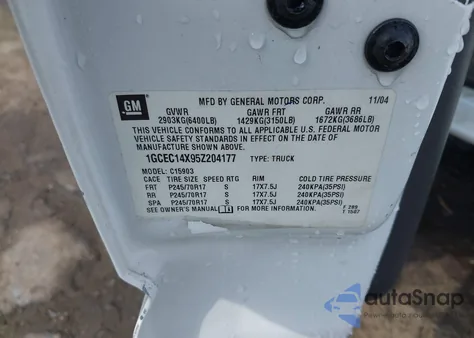 GM
MFD BY GENERAL MOTORS CORP. 11/04
GVWR GAWR FRT GAWR RR
2903KG(6400LB) 1429KG(3150LB) 1672KG(3686LB)
THIS VEHICLE CONFORMS TO ALL APPLICABLE U.S. FEDERAL MOTOR
VEHICLE SAFETY STANDARDS IN EFFECT ON THE DATE OF
MANUFACTURE SHOWN ABOVE.
1GCEC14X95Z204177 TYPE: TRUCK
MODEL: C15903
CACE TIRE SIZE SPEED RTG RIM COLD TIRE PRESSURE
FRT P245/70R17 S 17X7.5J 240KPA(35PSI)
RR P245/70R17 S 17X7.5J 240KPA(35PSI)
SPA P245/70R17 S 17X7.5J 240KPA(35PSI)
SEE OWNER'S MANUAL FOR MORE INFORMATION.
autoSnap